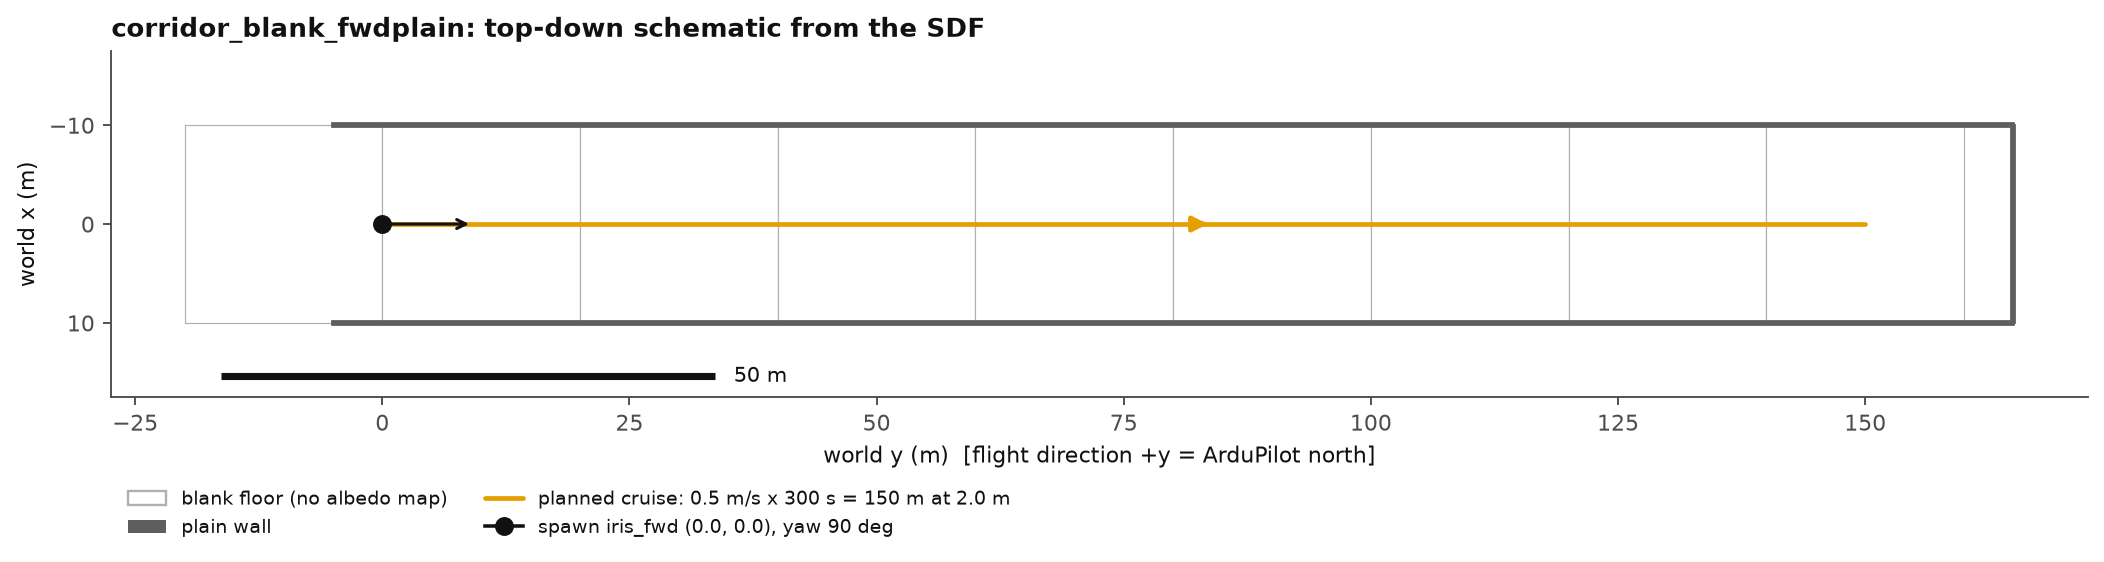 corridor_blank_fwdplain: top-down schematic from the SDF
world x (m)
−10
0
10
50 m
−25
0
25
50
75
100
125
150
world y (m)  [flight direction +y = ArduPilot north]
blank floor (no albedo map)
plain wall
planned cruise: 0.5 m/s x 300 s = 150 m at 2.0 m
spawn iris_fwd (0.0, 0.0), yaw 90 deg